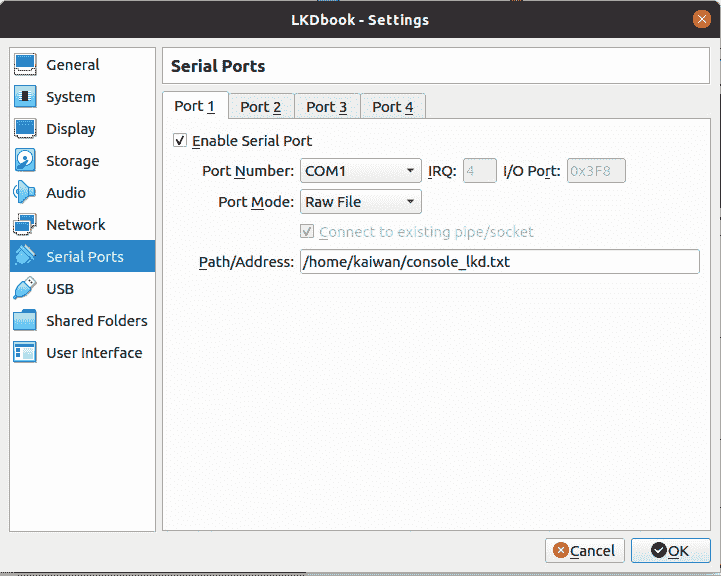 LKDbook - Settings
General
System
Display
Storage
Audio
Network
Serial Ports
USB
Shared Folders
User Interface
Serial Ports
Port 1 Port 2 Port 3 Port 4
Enable Serial Port
Port Number: COM1 IRQ: 4 I/O Port: 0x3F8
Port Mode: Raw File
Connect to existing pipe/socket
Path/Address: /home/kaiwan/console_lkd.txt
Cancel OK